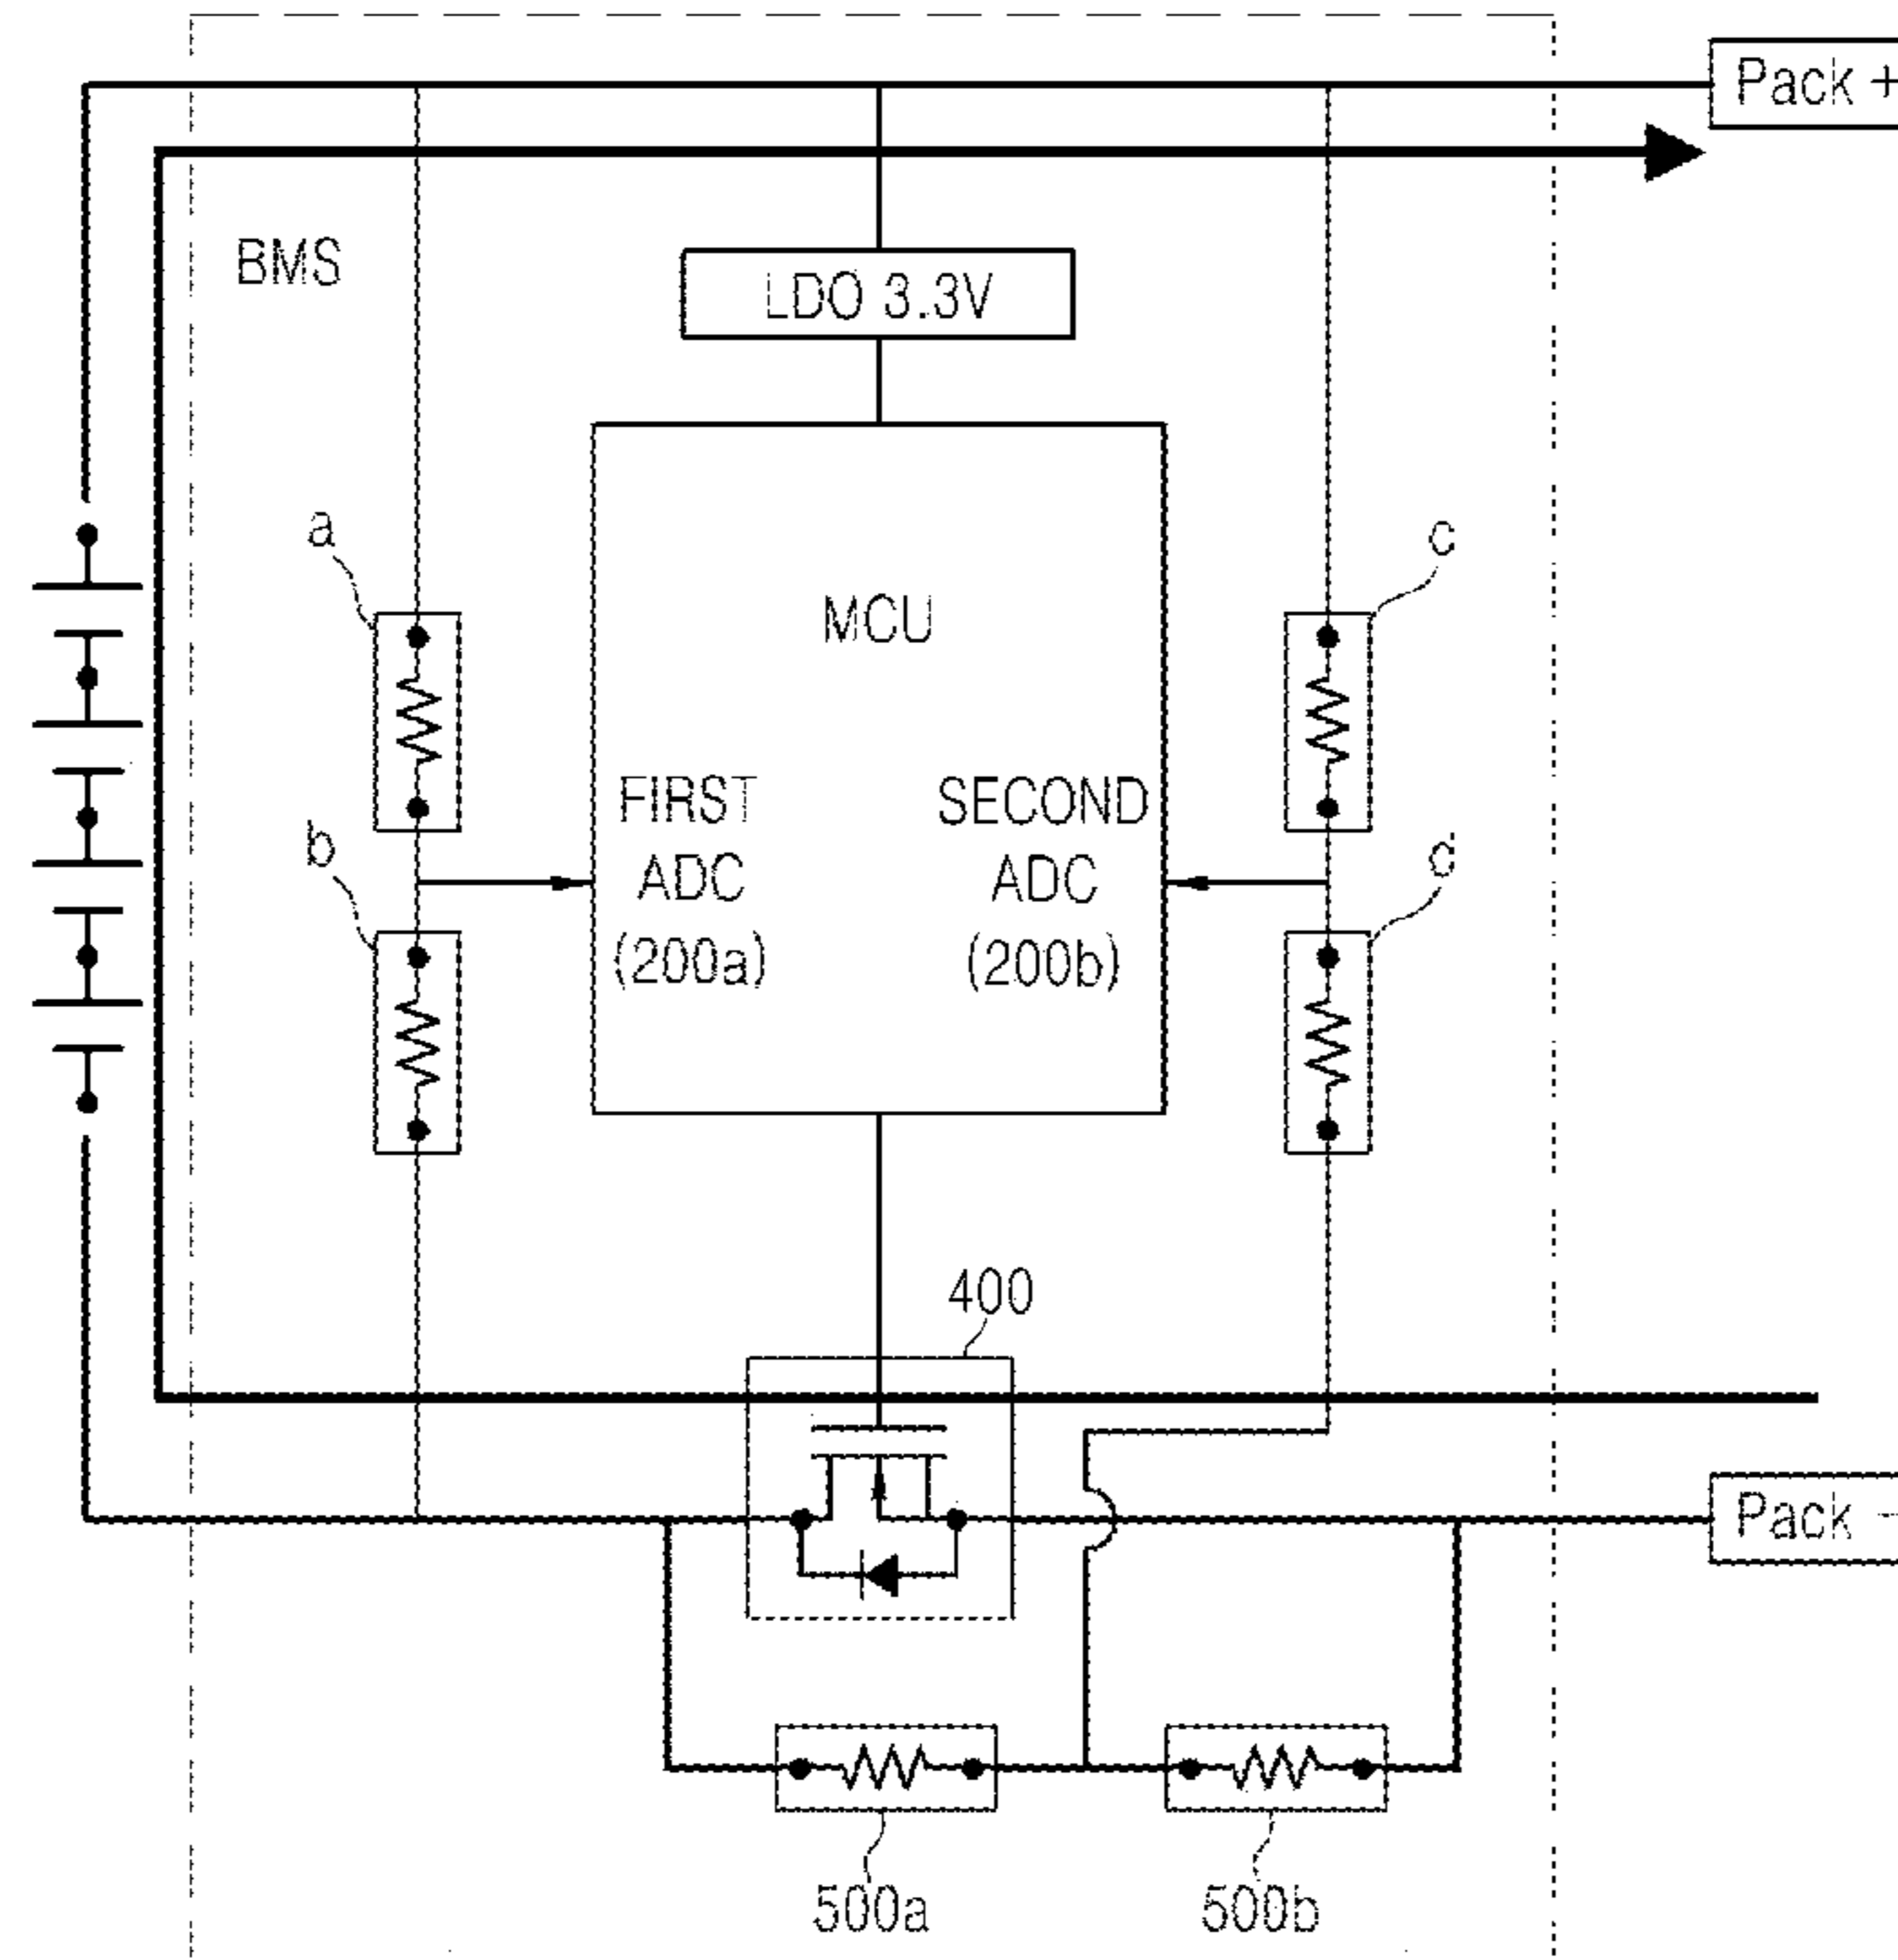 Pack +
BMS
LDO 3.3V
a
c
MCU
FIRST
ADC
(200a)
SECOND
ADC
(200b)
b
d
400
Pack -
500a
500b